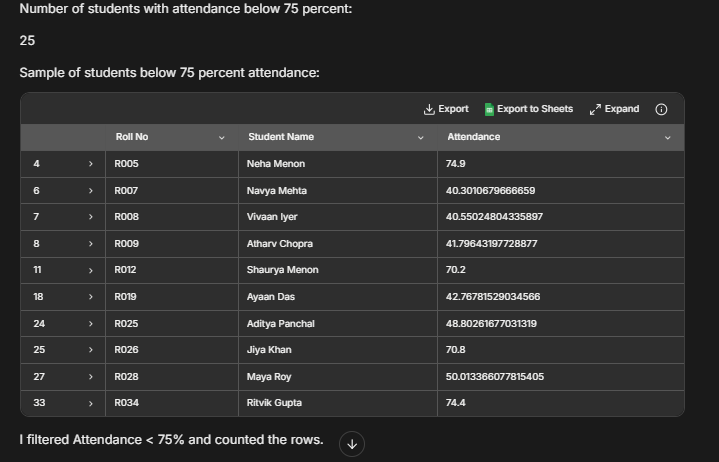 Number of students with attendance below 75 percent:
25
Sample of students below 75 percent attendance:
Export Export to Sheets Expand
Roll No Student Name Attendance
4 R005 Neha Menon 74.9
6 R007 Navya Mehta 40.3010679666659
7 R008 Vivaan Iyer 40.55024804335897
8 R009 Atharv Chopra 41.79643197728877
11 R012 Shaurya Menon 70.2
18 R019 Ayaan Das 42.76781529034566
24 R025 Aditya Panchal 48.80261677031319
25 R026 Jiya Khan 70.8
27 R028 Maya Roy 50.013366077815405
33 R034 Ritvik Gupta 74.4
I filtered Attendance < 75% and counted the rows.